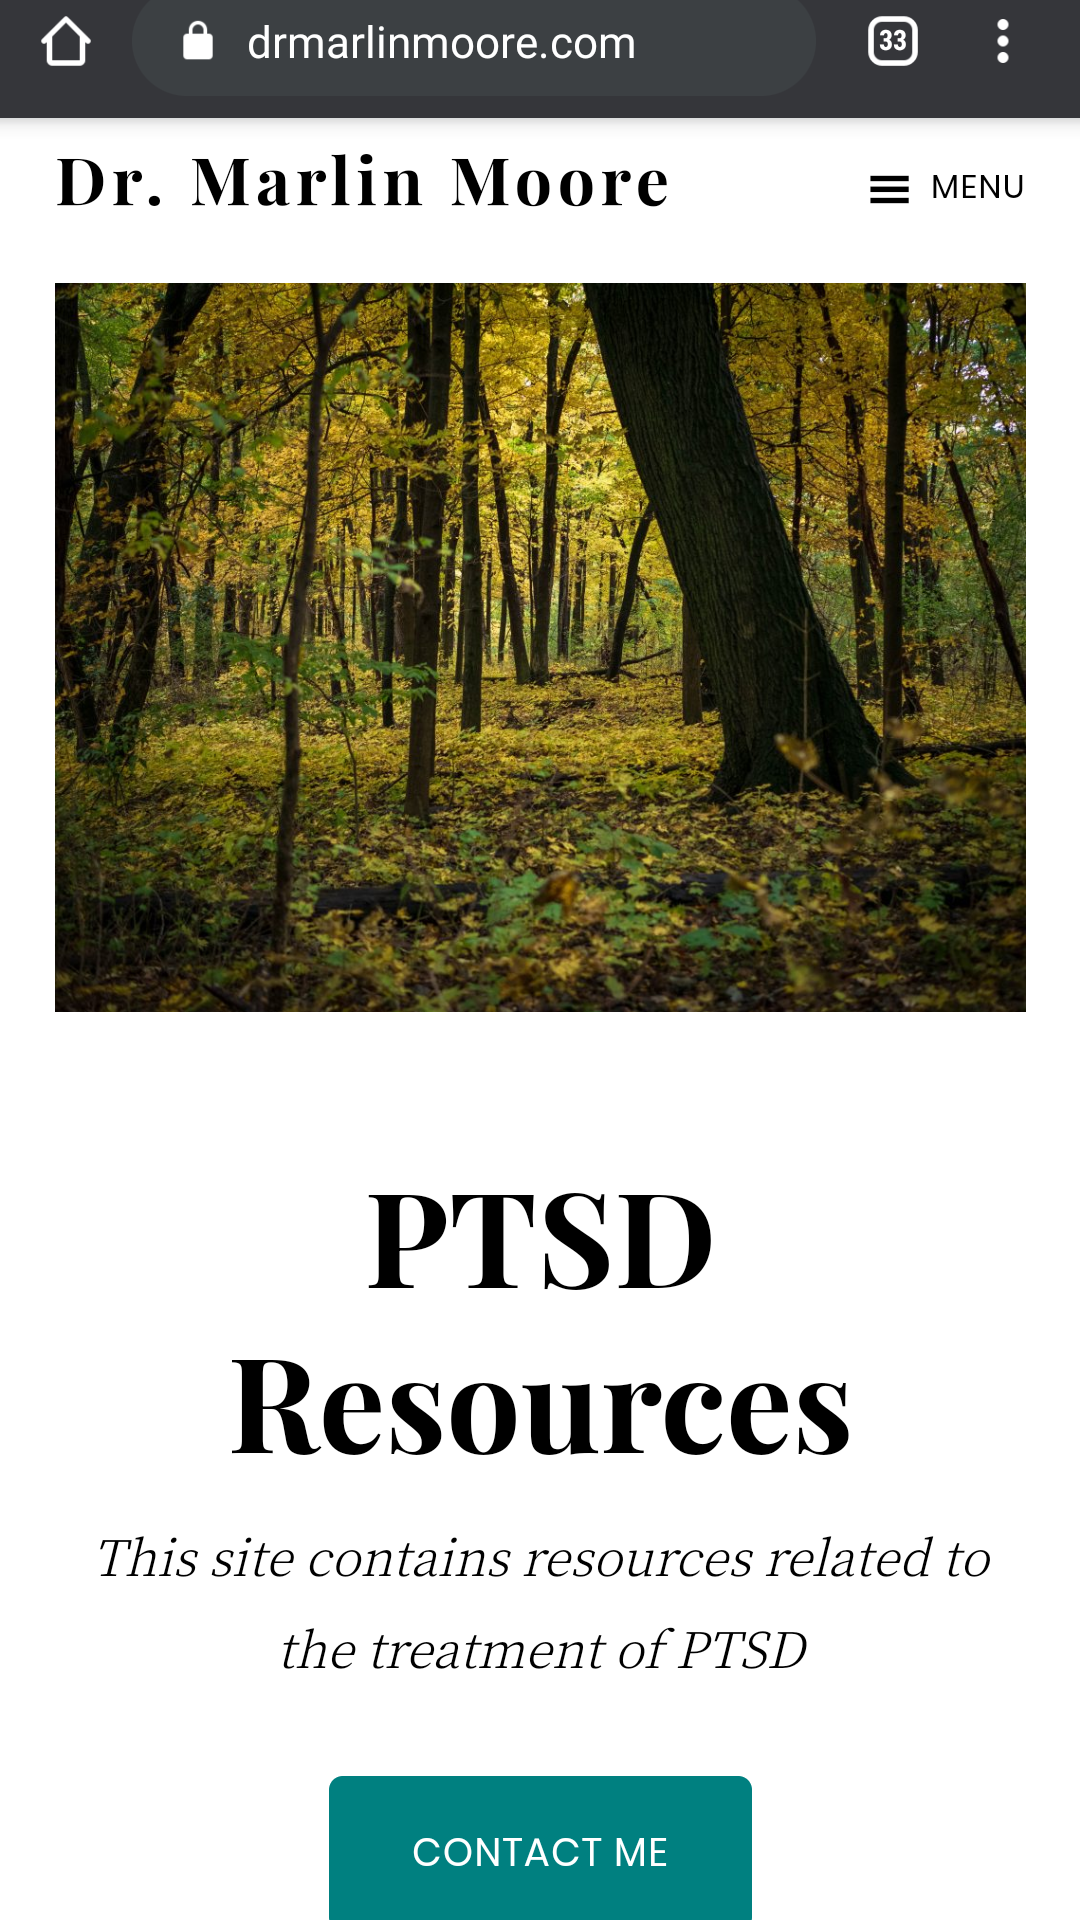 drmarlinmoore.com
33
Dr. Marlin Moore
MENU
PTSD
Resources
This site contains resources related to
the treatment of PTSD
CONTACT ME